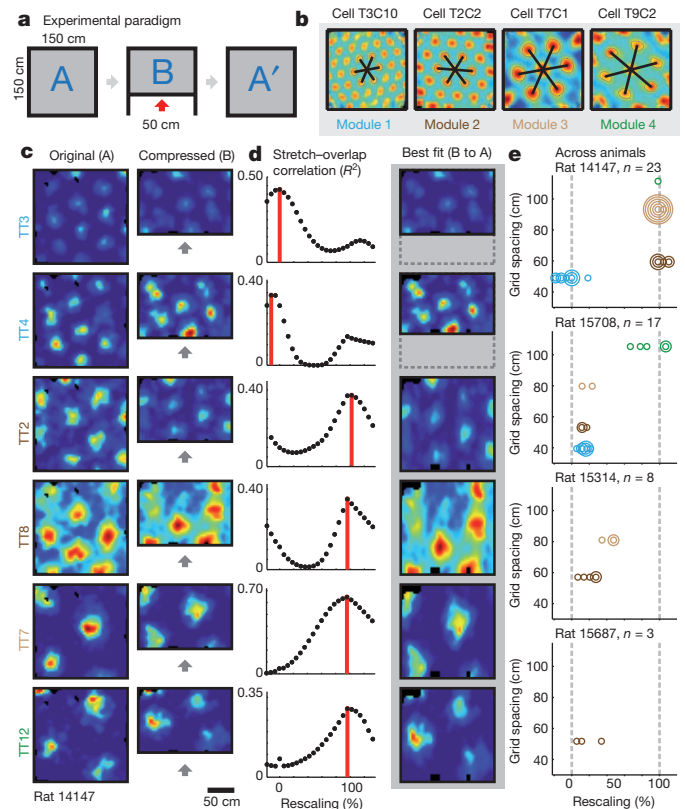 a
Experimental paradigm
150 cm
150 cm
A
B
A′
50 cm
b
Cell T3C10
Cell T2C2
Cell T7C1
Cell T9C2
Module 1
Module 2
Module 3
Module 4
c
Original (A)
Compressed (B)
d
Stretch–overlap
correlation (R²)
Best fit (B to A)
e
Across animals
TT3
0.50
0
TT4
0.40
0
TT2
0.40
0
TT8
0.40
0
TT7
0.70
0
TT12
0.35
0
Rat 14147
50 cm
0
50
100
Rescaling (%)
Rat 14147, n = 23
Grid spacing (cm)
100
80
60
40
Rat 15708, n = 17
Grid spacing (cm)
100
80
60
40
Rat 15314, n = 8
Grid spacing (cm)
100
80
60
40
Rat 15687, n = 3
Grid spacing (cm)
100
80
60
40
0
50
100
Rescaling (%)